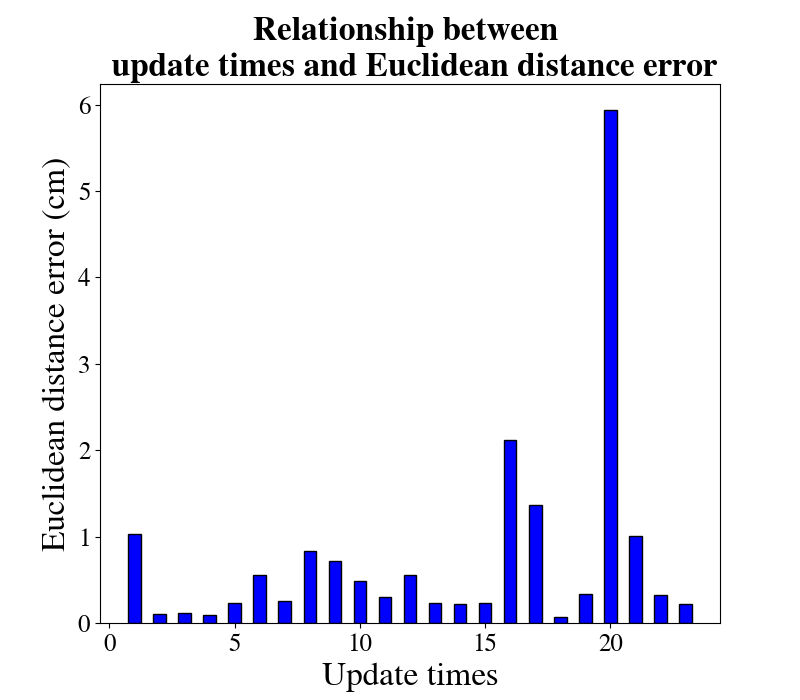 Relationship between
update times and Euclidean distance error
Euclidean distance error (cm)
6
5
4
3
2
1
0
0 5 10 15 20
Update times